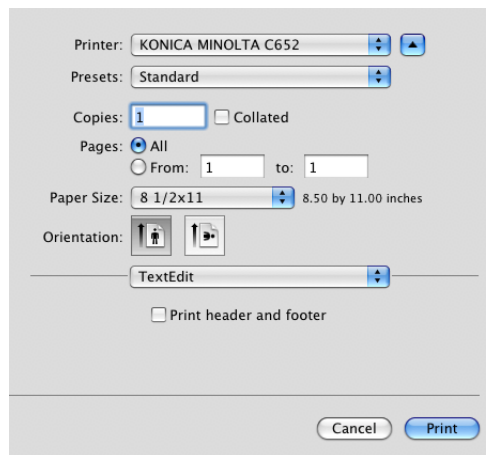 Printer: KONICA MINOLTA C652
Presets: Standard
Copies: 1 Collated
Pages: All
From: 1 to: 1
Paper Size: 8 1/2x11 8.50 by 11.00 inches
Orientation:
TextEdit
Print header and footer
Cancel Print